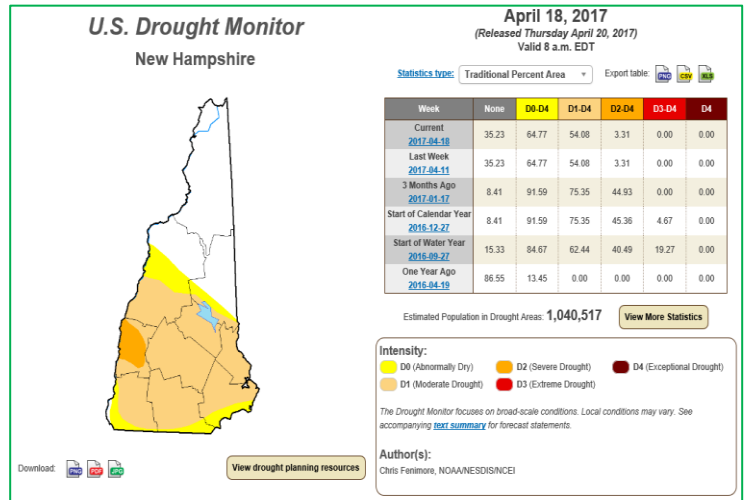 U.S. Drought Monitor
New Hampshire
Download: PNG PDF JPG
View drought planning resources
April 18, 2017
(Released Thursday April 20, 2017)
Valid 8 a.m. EDT
Statistics type: Traditional Percent Area Export table: PNG CSV XLS
Week None D0-D4 D1-D4 D2-D4 D3-D4 D4
Current
2017-04-18 35.23 64.77 54.08 3.31 0.00 0.00
Last Week
2017-04-11 35.23 64.77 54.08 3.31 0.00 0.00
3 Months Ago
2017-01-17 8.41 91.59 75.35 44.93 0.00 0.00
Start of Calendar Year
2016-12-27 8.41 91.59 75.35 45.36 4.67 0.00
Start of Water Year
2016-09-27 15.33 84.67 62.44 40.49 19.27 0.00
One Year Ago
2016-04-19 86.55 13.45 0.00 0.00 0.00 0.00
Estimated Population in Drought Areas: 1,040,517 View More Statistics
Intensity:
D0 (Abnormally Dry) D2 (Severe Drought) D4 (Exceptional Drought)
D1 (Moderate Drought) D3 (Extreme Drought)
The Drought Monitor focuses on broad-scale conditions. Local conditions may vary. See
accompanying text summary for forecast statements.
Author(s):
Chris Fenimore, NOAA/NESDIS/NCEI